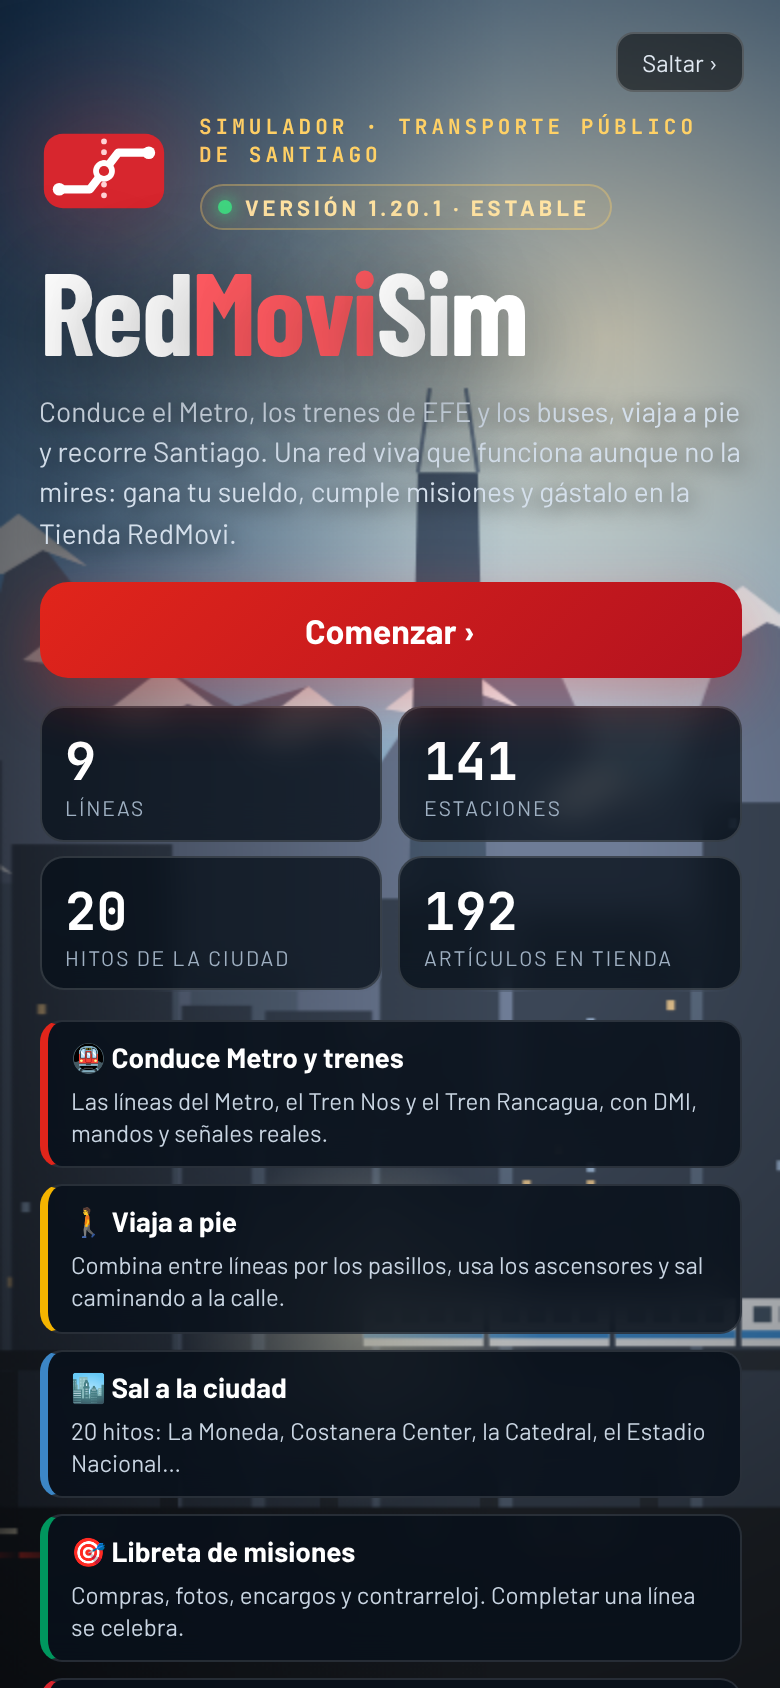 Saltar ›
SIMULADOR · TRANSPORTE PÚBLICO
DE SANTIAGO
VERSIÓN 1.20.1 · ESTABLE
RedMoviSim
Conduce el Metro, los trenes de EFE y los buses, viaja a pie
y recorre Santiago. Una red viva que funciona aunque no la
mires: gana tu sueldo, cumple misiones y gástalo en la
Tienda RedMovi.
Comenzar ›
9
LÍNEAS
141
ESTACIONES
20
HITOS DE LA CIUDAD
192
ARTÍCULOS EN TIENDA
Conduce Metro y trenes
Las líneas del Metro, el Tren Nos y el Tren Rancagua, con DMI,
mandos y señales reales.
Viaja a pie
Combina entre líneas por los pasillos, usa los ascensores y sal
caminando a la calle.
Sal a la ciudad
20 hitos: La Moneda, Costanera Center, la Catedral, el Estadio
Nacional...
Libreta de misiones
Compras, fotos, encargos y contrarreloj. Completar una línea
se celebra.